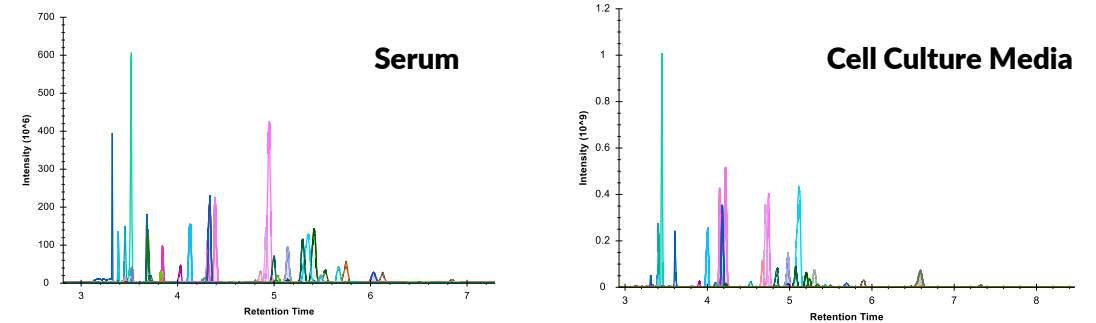 Serum
700
600
500
400
300
200
100
0
Intensity (10^6)
3 4 5 6 7
Retention Time
Cell Culture Media
1.2
1
0.8
0.6
0.4
0.2
0
Intensity (10^9)
3 4 5 6 7 8
Retention Time